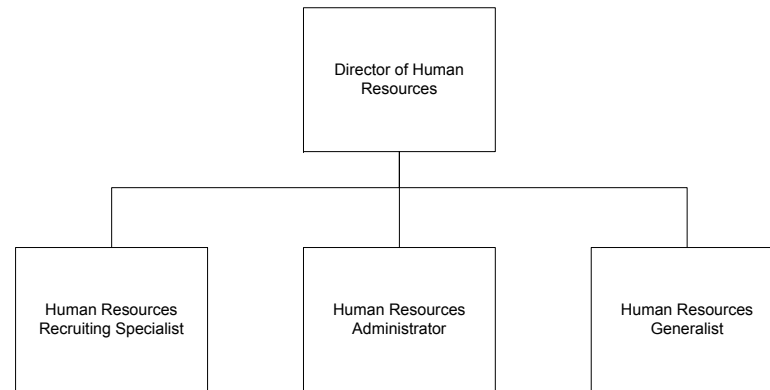 Director of Human
Resources
Human Resources
Recruiting Specialist
Human Resources
Administrator
Human Resources
Generalist